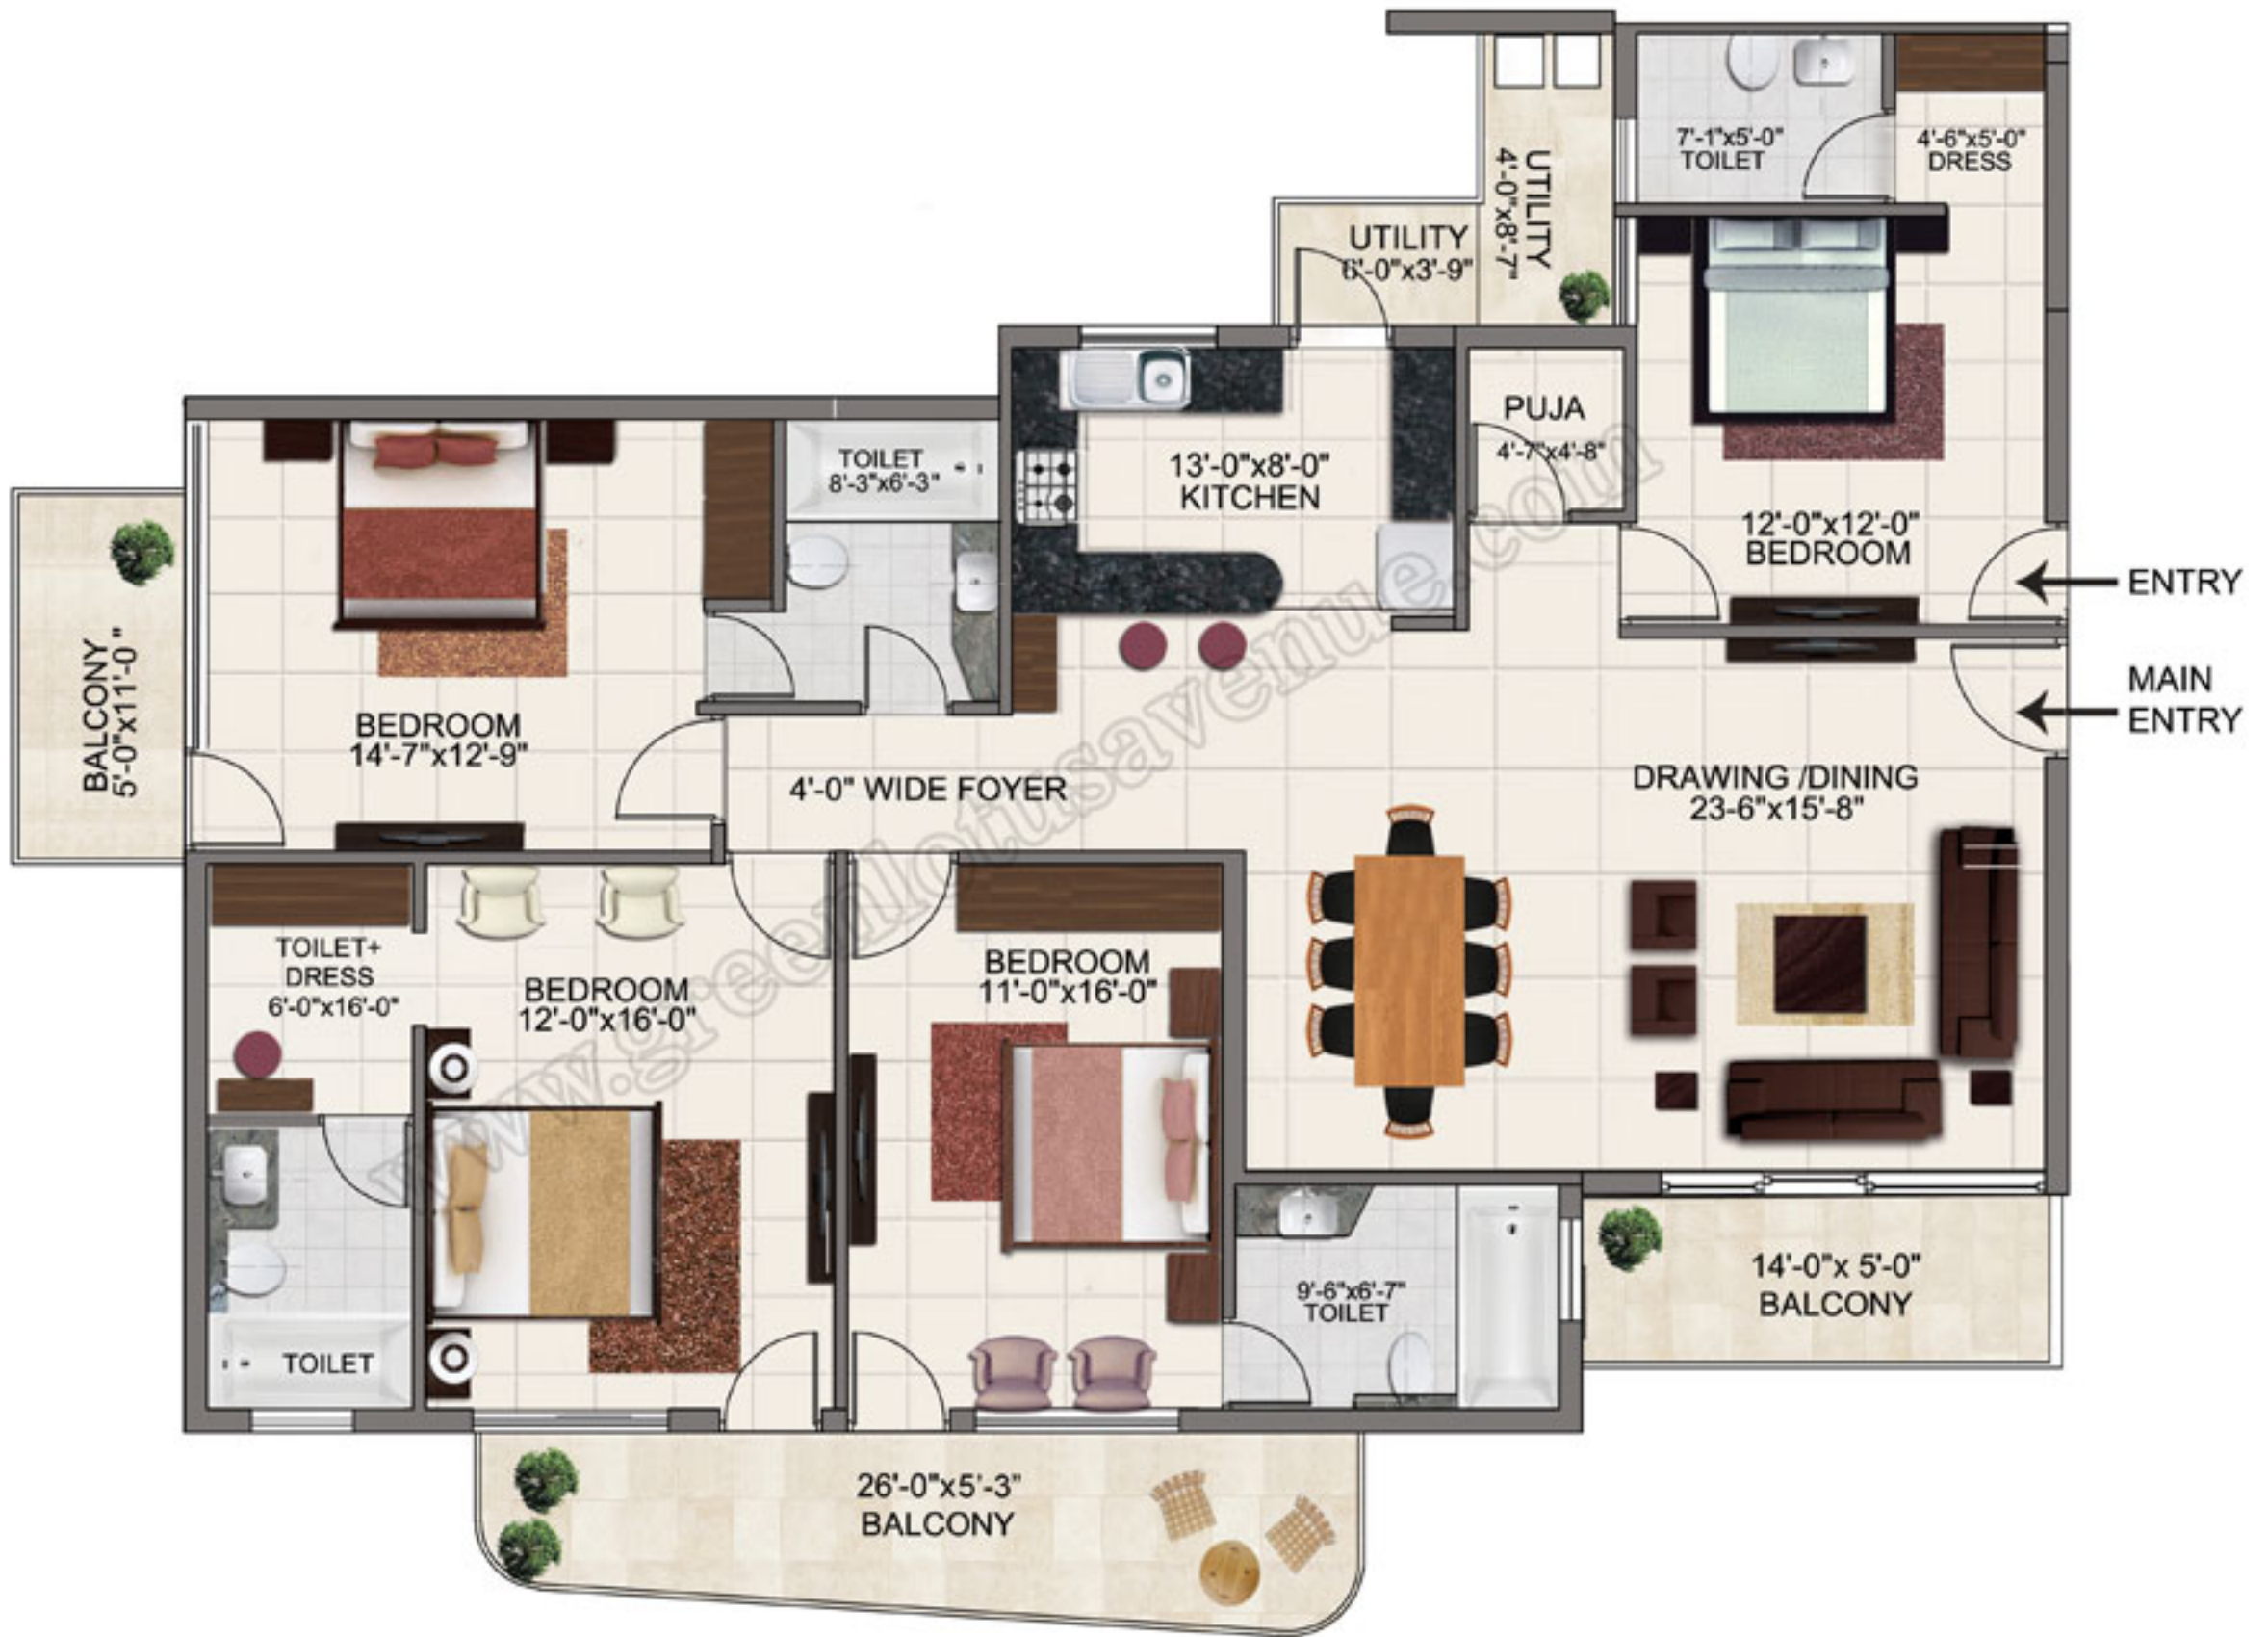 7'-1"x5'-0"
TOILET
4'-6"x5'-0"
DRESS
UTILITY
4'-0"x8'-7"
UTILITY
6'-0"x3'-9"
PUJA
4'-7"x4'-8"
TOILET
8'-3"x6'-3"
13'-0"x8'-0"
KITCHEN
12'-0"x12'-0"
BEDROOM
ENTRY
MAIN
ENTRY
BALCONY
5'-0"x11'-0"
BEDROOM
14'-7"x12'-9"
4'-0" WIDE FOYER
DRAWING /DINING
23-6"x15'-8"
TOILET+
DRESS
6'-0"x16'-0"
BEDROOM
12'-0"x16'-0"
BEDROOM
11'-0"x16'-0"
TOILET
9'-6"x6'-7"
TOILET
14'-0"x 5'-0"
BALCONY
26'-0"x5'-3"
BALCONY
www.greenlotusavenue.com